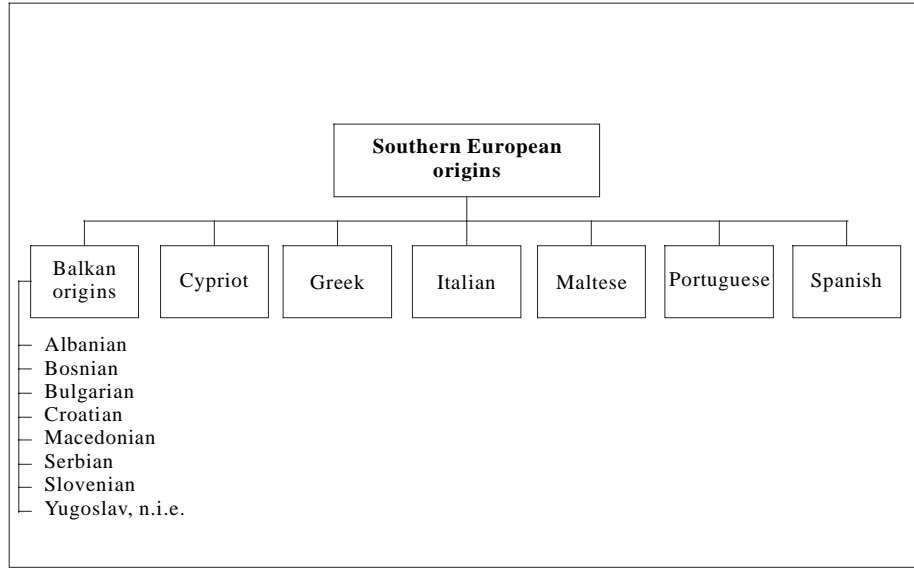 Southern European
origins
Balkan
origins
Cypriot
Greek
Italian
Maltese
Portuguese
Spanish
Albanian
Bosnian
Bulgarian
Croatian
Macedonian
Serbian
Slovenian
Yugoslav, n.i.e.